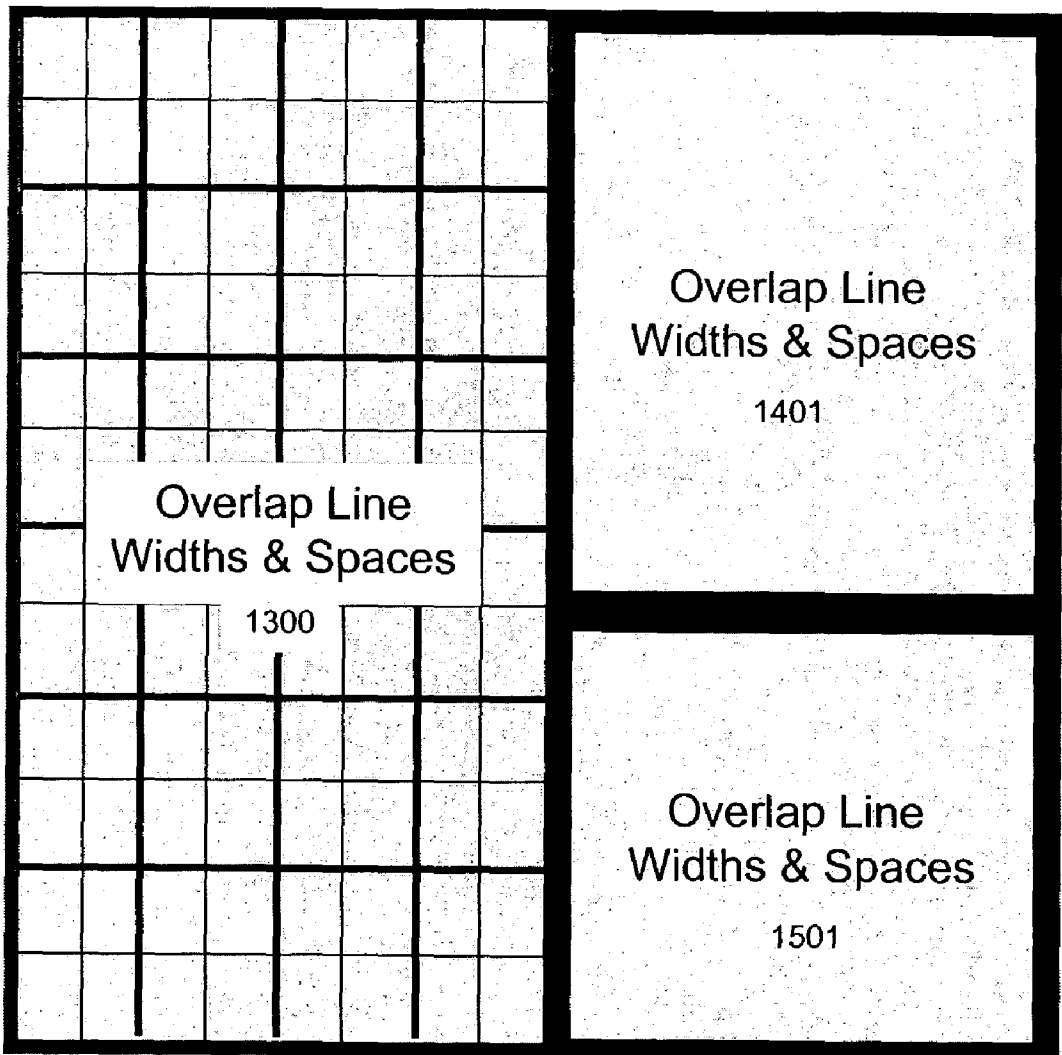 Overlap Line
Widths & Spaces
1300
Overlap Line
Widths & Spaces
1401
Overlap Line
Widths & Spaces
1501